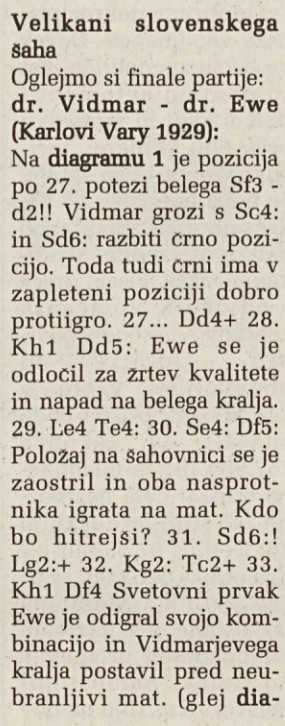 Velikani slovenskega
šaha
Oglejmo si finale partije:
dr. Vidmar - dr. Ewe
(Karlovi Vary 1929):
Na diagramu 1 je pozicija
po 27. potezi belega Sf3 -
d2!! Vidmar grozi s Sc4:
in Sd6: razbiti črno pozi-
cijo. Toda tudi črni ima v
zapleteni poziciji dobro
protiigro. 27... Dd4+ 28.
Kh1 Dd5: Ewe se je
odločil za žrtev kvalitete
in napad na belega kralja.
29. Le4 Te4: 30. Se4: Df5:
Položaj na šahovnici se je
zaostril in oba nasprot-
nika igrata na mat. Kdo
bo hitrejši? 31. Sd6:!
Lg2:+ 32. Kg2: Tc2+ 33.
Kh1 Df4 Svetovni prvak
Ewe je odigral svojo kom-
binacijo in Vidmarjevega
kralja postavil pred neu-
branljivi mat. (glej dia-